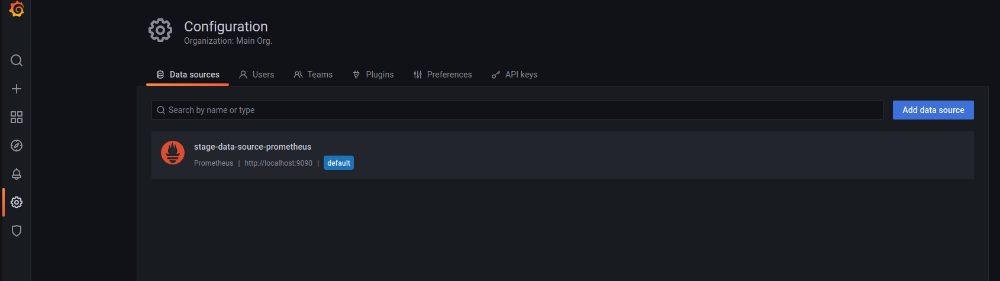 Configuration
Organization: Main Org.
Data sources Users Teams Plugins Preferences API keys
Search by name or type Add data source
stage-data-source-prometheus
Prometheus | http://localhost:9090 | default